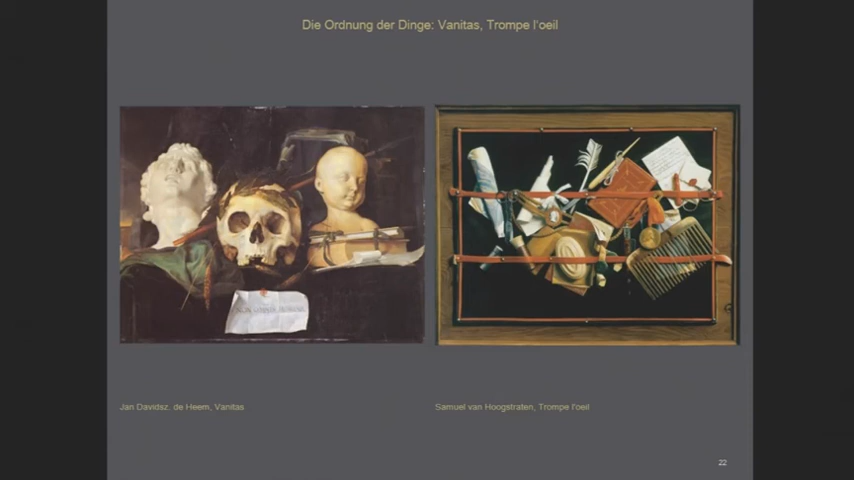 Die Ordnung der Dinge: Vanitas, Trompe l'oeil
Jan Davidsz. de Heem, Vanitas
Samuel van Hoogstraten, Trompe l'oeil
22